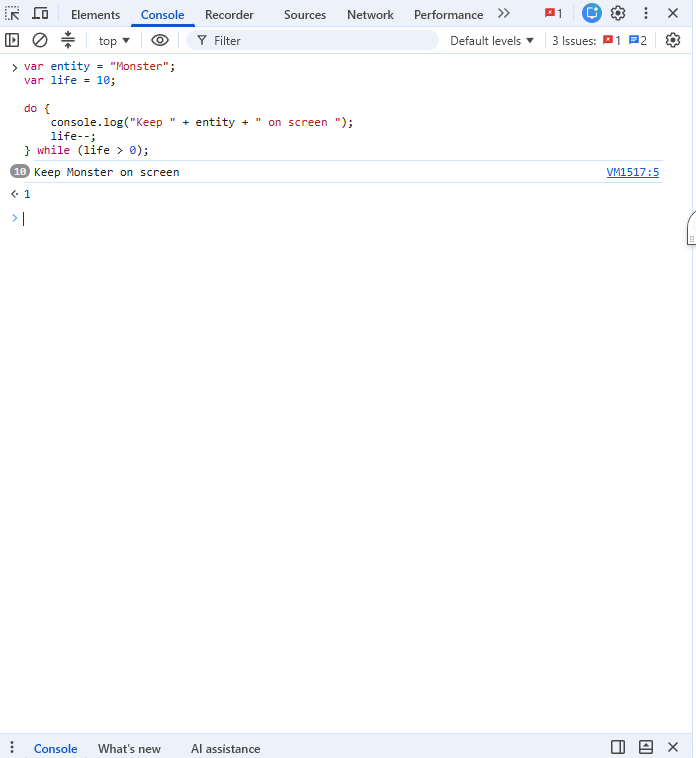 Elements Console Recorder Sources Network Performance 1
top Filter Default levels 3 Issues: 1 2
var entity = "Monster";
var life = 10;
do {
    console.log("Keep " + entity + " on screen ");
    life--;
} while (life > 0);
10 Keep Monster on screen VM1517:5
1
Console What's new AI assistance